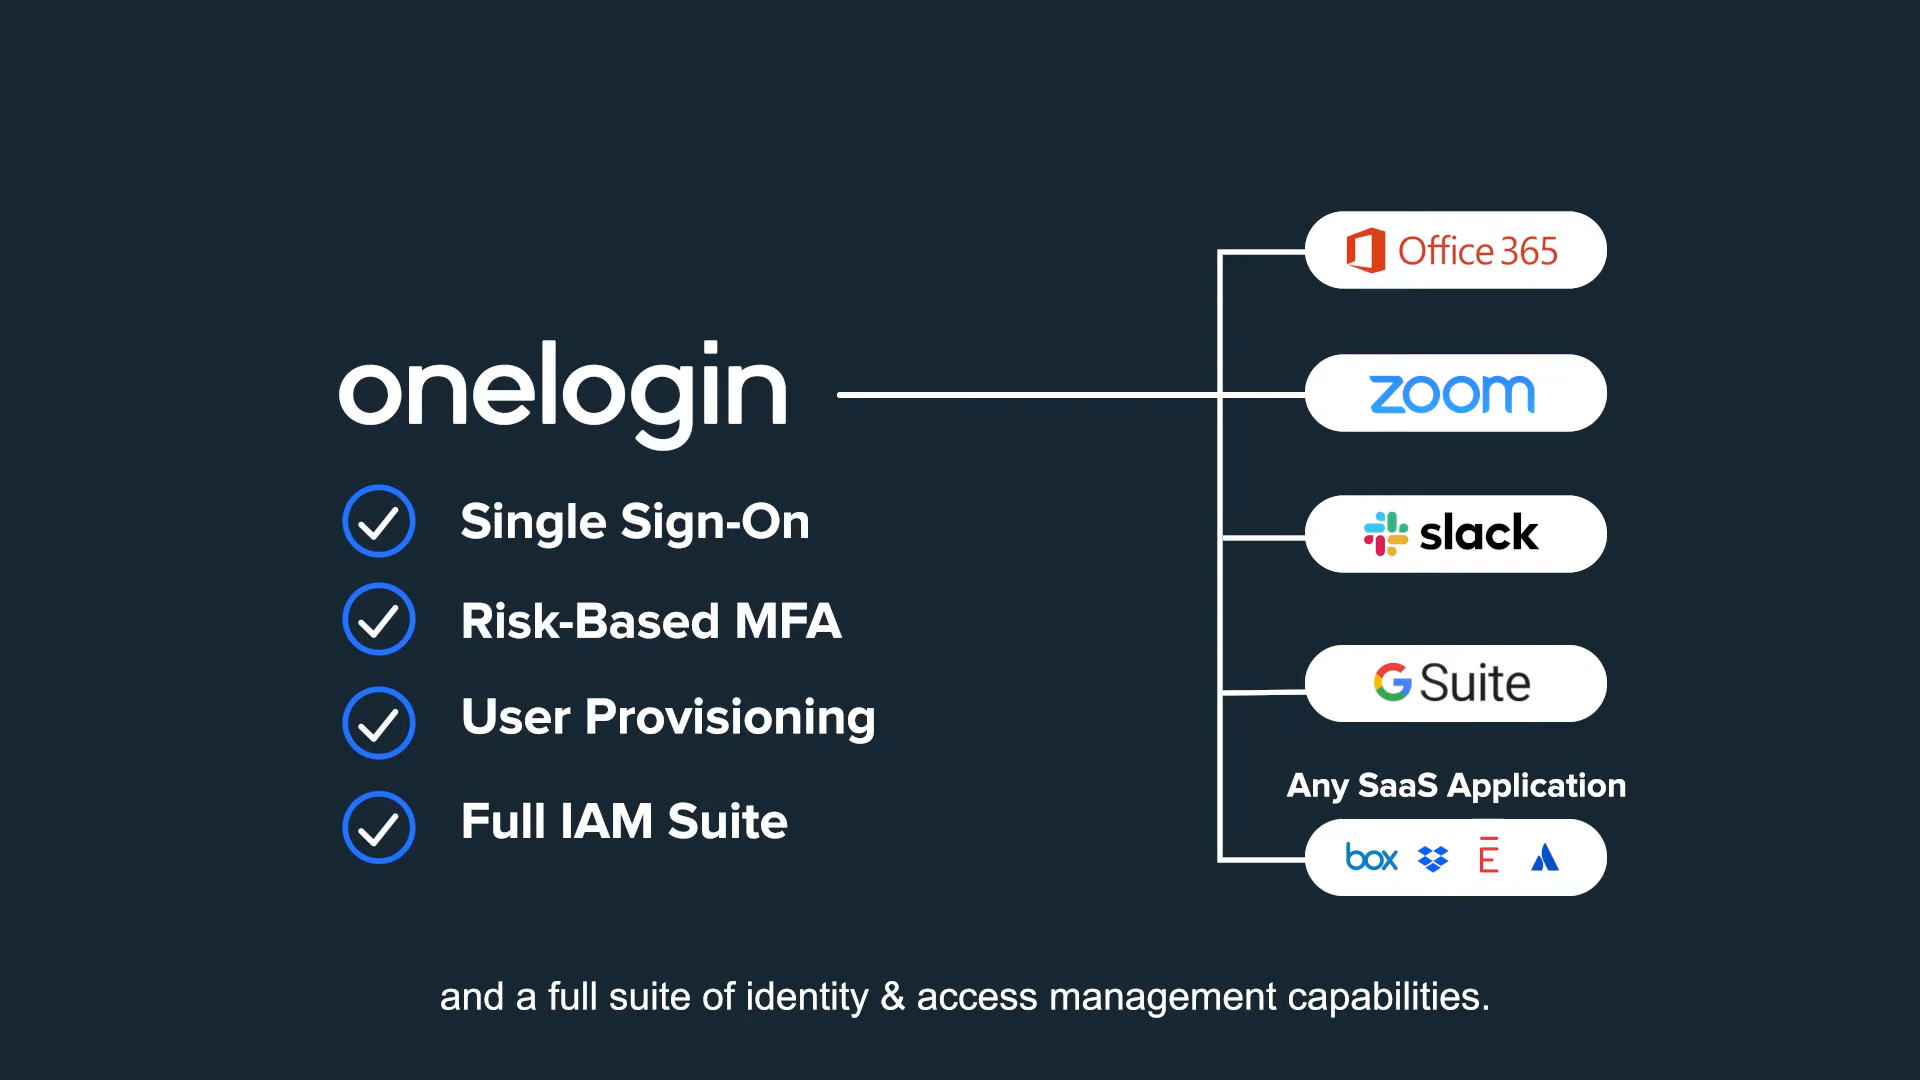 onelogin
Single Sign-On
Risk-Based MFA
User Provisioning
Full IAM Suite
Office 365
zoom
slack
G Suite
Any SaaS Application
box E
and a full suite of identity & access management capabilities.